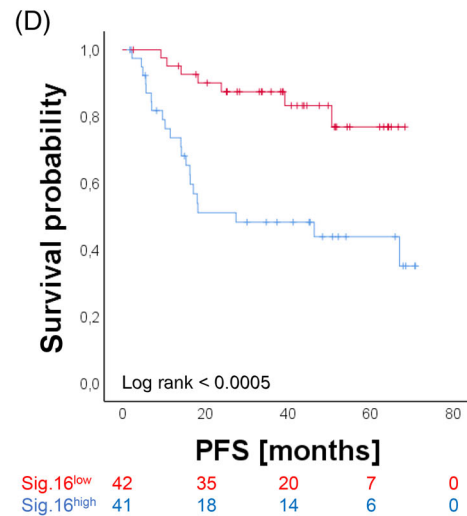 (D)
Survival probability
1,0
0,8
0,6
0,4
0,2
0,0
Log rank < 0.0005
0 20 40 60 80
PFS [months]
Sig.16low 42 35 20 7 0
Sig.16high 41 18 14 6 0